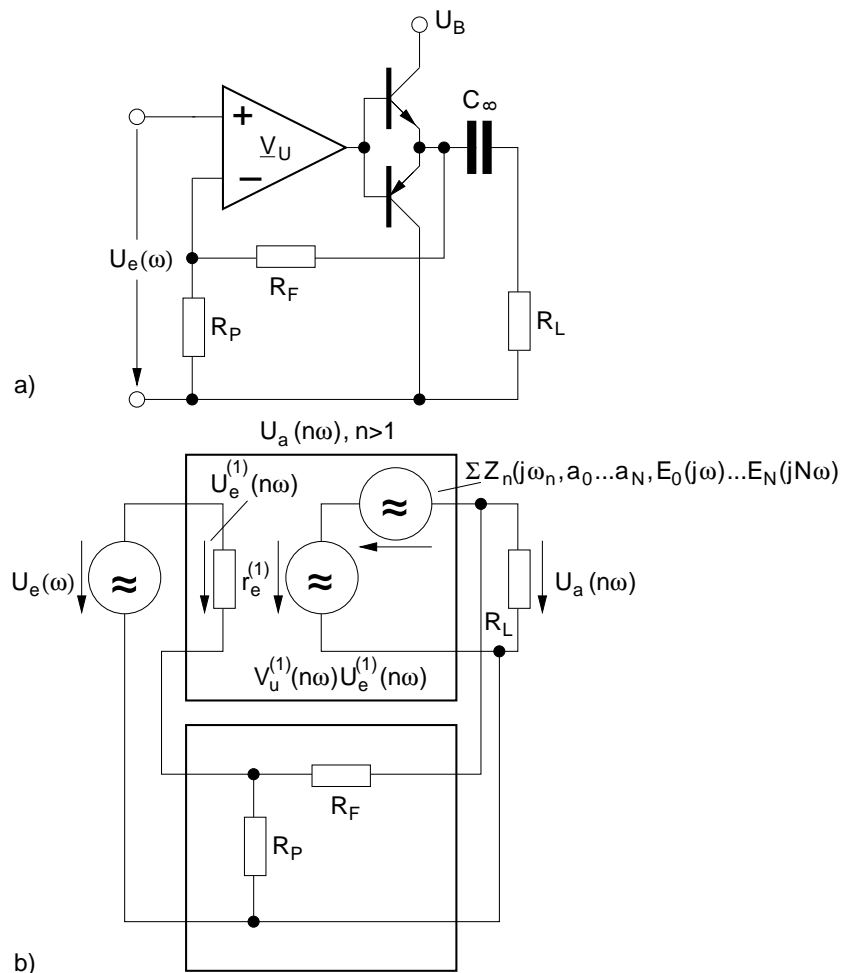 U_B
+
V_U
−
C_∞
U_e(ω)
R_F
R_P
R_L
a)
U_a(nω), n>1
U_e^(1)(nω)
ΣZ_n(jω_n, a_0...a_N, E_0(jω)...E_N(jNω)
≈
≈
≈
U_e(ω)
r_e^(1)
U_a(nω)
R_L
V_u^(1)(nω)U_e^(1)(nω)
R_F
R_P
b)